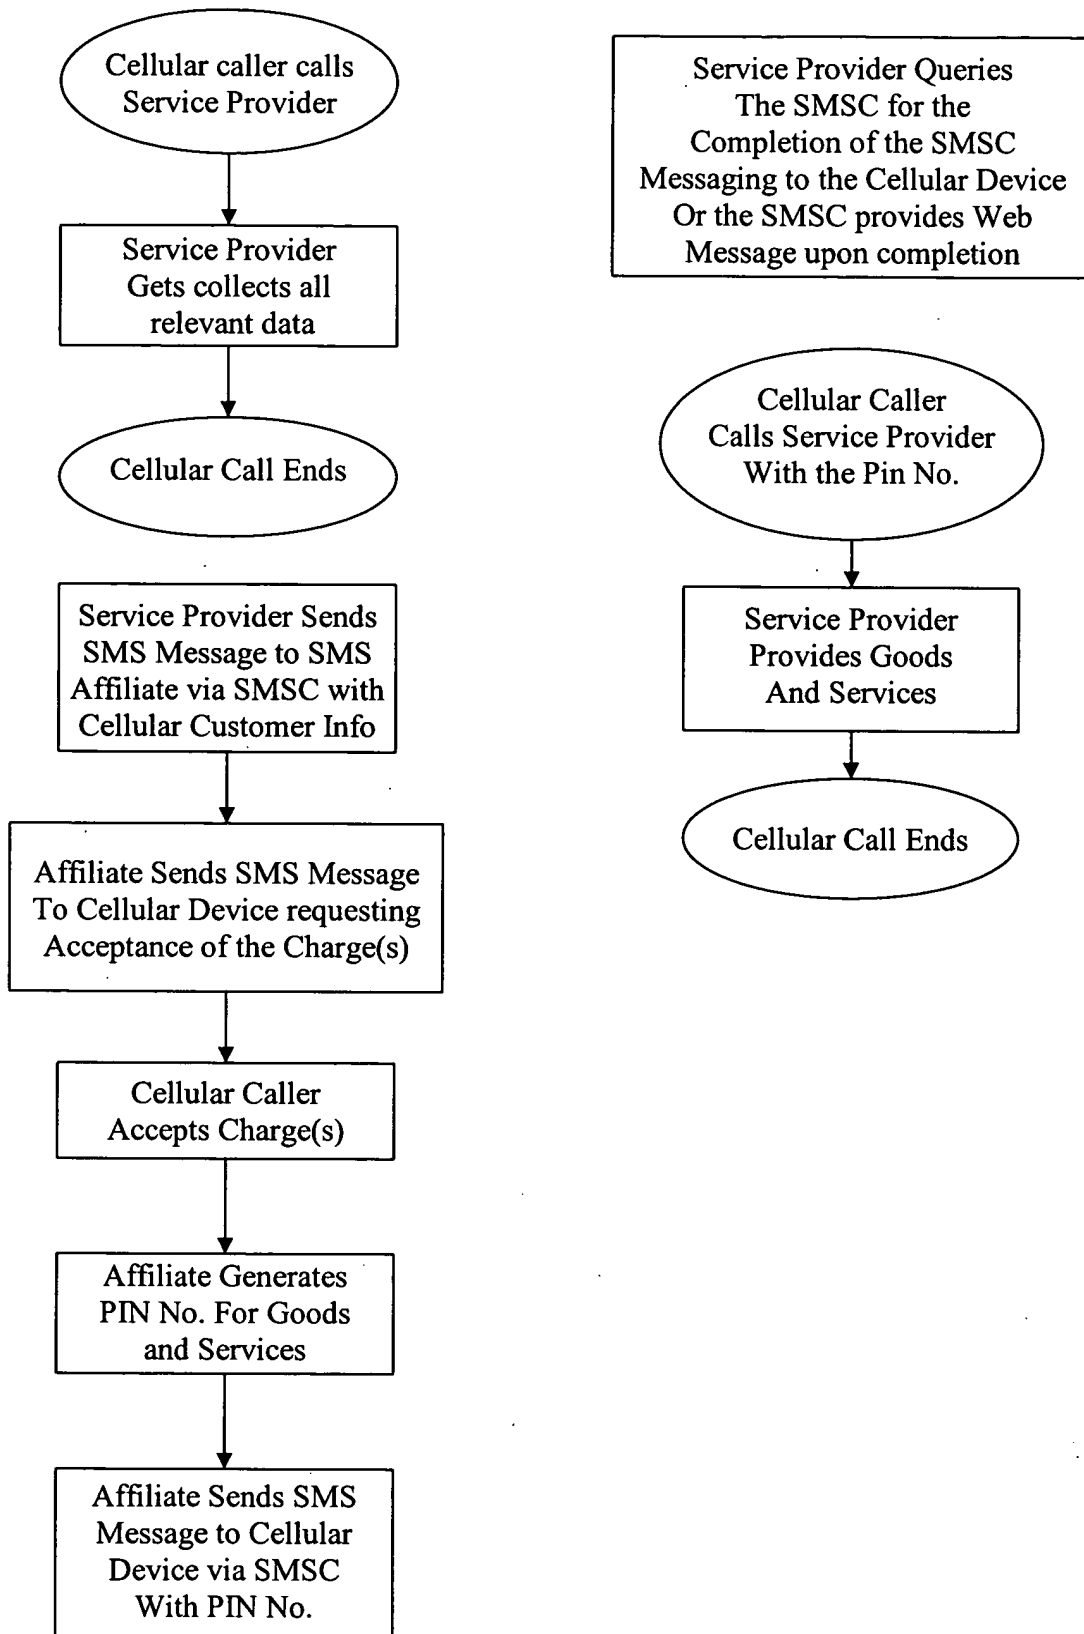 Cellular caller calls
Service Provider
Service Provider
Gets collects all
relevant data
Cellular Call Ends
Service Provider Sends
SMS Message to SMS
Affiliate via SMSC with
Cellular Customer Info
Affiliate Sends SMS Message
To Cellular Device requesting
Acceptance of the Charge(s)
Cellular Caller
Accepts Charge(s)
Affiliate Generates
PIN No. For Goods
and Services
Affiliate Sends SMS
Message to Cellular
Device via SMSC
With PIN No.
Service Provider Queries
The SMSC for the
Completion of the SMSC
Messaging to the Cellular Device
Or the SMSC provides Web
Message upon completion
Cellular Caller
Calls Service Provider
With the Pin No.
Service Provider
Provides Goods
And Services
Cellular Call Ends